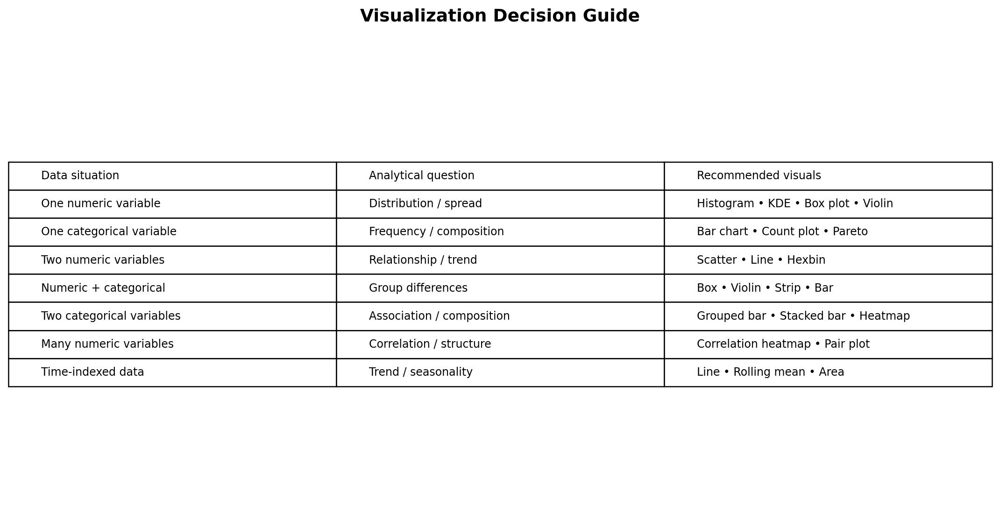 Visualization Decision Guide
Data situation Analytical question Recommended visuals
One numeric variable Distribution / spread Histogram • KDE • Box plot • Violin
One categorical variable Frequency / composition Bar chart • Count plot • Pareto
Two numeric variables Relationship / trend Scatter • Line • Hexbin
Numeric + categorical Group differences Box • Violin • Strip • Bar
Two categorical variables Association / composition Grouped bar • Stacked bar • Heatmap
Many numeric variables Correlation / structure Correlation heatmap • Pair plot
Time-indexed data Trend / seasonality Line • Rolling mean • Area